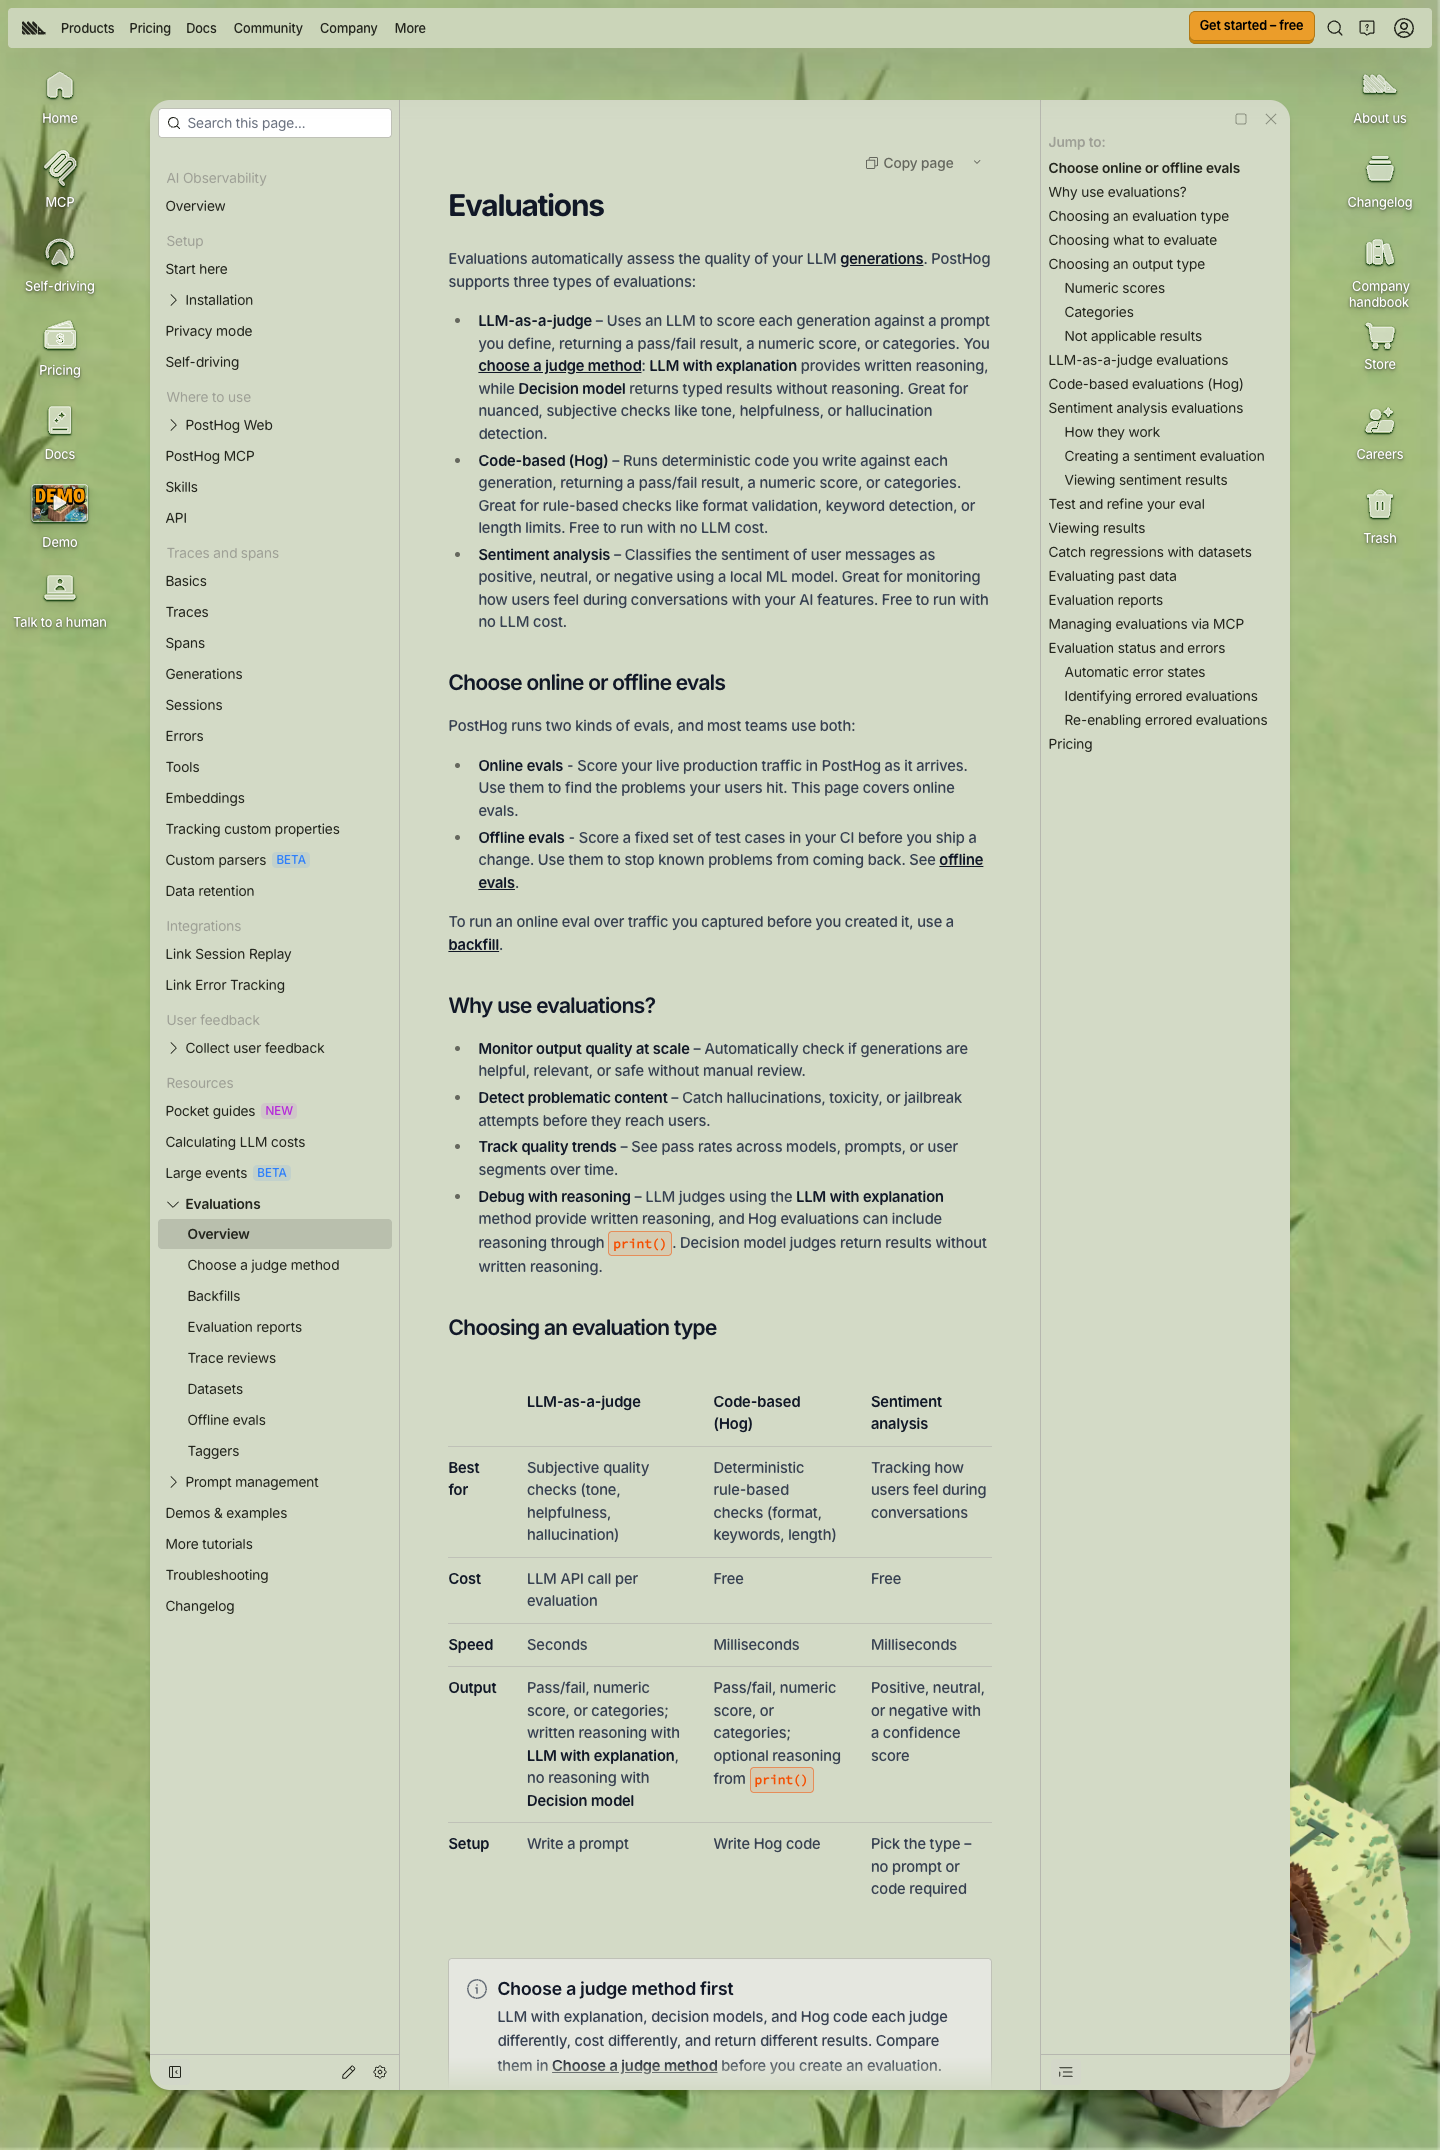 Products Pricing Docs Community Company More
Get started – free
Home
MCP
Self-driving
Pricing
Docs
DEMO
Demo
Talk to a human
About us
Changelog
Company
handbook
Store
Careers
Trash
Search this page...
AI Observability
Overview
Setup
Start here
Installation
Privacy mode
Self-driving
Where to use
PostHog Web
PostHog MCP
Skills
API
Traces and spans
Basics
Traces
Spans
Generations
Sessions
Errors
Tools
Embeddings
Tracking custom properties
Custom parsers BETA
Data retention
Integrations
Link Session Replay
Link Error Tracking
User feedback
Collect user feedback
Resources
Pocket guides NEW
Calculating LLM costs
Large events BETA
Evaluations
Overview
Choose a judge method
Backfills
Evaluation reports
Trace reviews
Datasets
Offline evals
Taggers
Prompt management
Demos & examples
More tutorials
Troubleshooting
Changelog
Copy page
Evaluations
Evaluations automatically assess the quality of your LLM generations. PostHog
supports three types of evaluations:
• LLM-as-a-judge – Uses an LLM to score each generation against a prompt
you define, returning a pass/fail result, a numeric score, or categories. You
choose a judge method: LLM with explanation provides written reasoning,
while Decision model returns typed results without reasoning. Great for
nuanced, subjective checks like tone, helpfulness, or hallucination
detection.
• Code-based (Hog) – Runs deterministic code you write against each
generation, returning a pass/fail result, a numeric score, or categories.
Great for rule-based checks like format validation, keyword detection, or
length limits. Free to run with no LLM cost.
• Sentiment analysis – Classifies the sentiment of user messages as
positive, neutral, or negative using a local ML model. Great for monitoring
how users feel during conversations with your AI features. Free to run with
no LLM cost.
Choose online or offline evals
PostHog runs two kinds of evals, and most teams use both:
• Online evals - Score your live production traffic in PostHog as it arrives.
Use them to find the problems your users hit. This page covers online
evals.
• Offline evals - Score a fixed set of test cases in your CI before you ship a
change. Use them to stop known problems from coming back. See offline
evals.
To run an online eval over traffic you captured before you created it, use a
backfill.
Why use evaluations?
• Monitor output quality at scale – Automatically check if generations are
helpful, relevant, or safe without manual review.
• Detect problematic content – Catch hallucinations, toxicity, or jailbreak
attempts before they reach users.
• Track quality trends – See pass rates across models, prompts, or user
segments over time.
• Debug with reasoning – LLM judges using the LLM with explanation
method provide written reasoning, and Hog evaluations can include
reasoning through print(). Decision model judges return results without
written reasoning.
Choosing an evaluation type
LLM-as-a-judge
Code-based
(Hog)
Sentiment
analysis
Best
for
Subjective quality
checks (tone,
helpfulness,
hallucination)
Deterministic
rule-based
checks (format,
keywords, length)
Tracking how
users feel during
conversations
Cost
LLM API call per
evaluation
Free
Free
Speed
Seconds
Milliseconds
Milliseconds
Output
Pass/fail, numeric
score, or categories;
written reasoning with
LLM with explanation,
no reasoning with
Decision model
Pass/fail, numeric
score, or
categories;
optional reasoning
from print()
Positive, neutral,
or negative with
a confidence
score
Setup
Write a prompt
Write Hog code
Pick the type –
no prompt or
code required
Choose a judge method first
LLM with explanation, decision models, and Hog code each judge
differently, cost differently, and return different results. Compare
them in Choose a judge method before you create an evaluation.
Jump to:
Choose online or offline evals
Why use evaluations?
Choosing an evaluation type
Choosing what to evaluate
Choosing an output type
Numeric scores
Categories
Not applicable results
LLM-as-a-judge evaluations
Code-based evaluations (Hog)
Sentiment analysis evaluations
How they work
Creating a sentiment evaluation
Viewing sentiment results
Test and refine your eval
Viewing results
Catch regressions with datasets
Evaluating past data
Evaluation reports
Managing evaluations via MCP
Evaluation status and errors
Automatic error states
Identifying errored evaluations
Re-enabling errored evaluations
Pricing